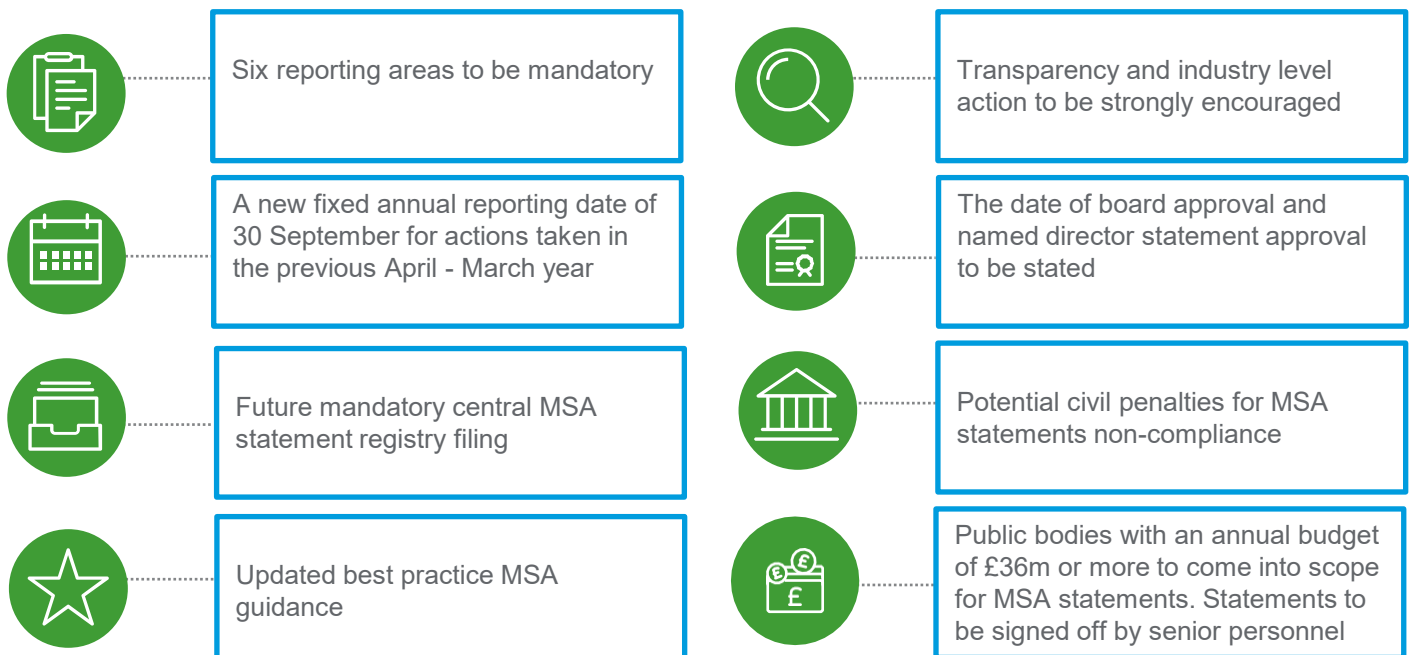 Six reporting areas to be mandatory
Transparency and industry level
action to be strongly encouraged
A new fixed annual reporting date of
30 September for actions taken in
the previous April - March year
The date of board approval and
named director statement approval
to be stated
Future mandatory central MSA
statement registry filing
Potential civil penalties for MSA
statements non-compliance
Updated best practice MSA
guidance
£
£
£
Public bodies with an annual budget
of £36m or more to come into scope
for MSA statements. Statements to
be signed off by senior personnel